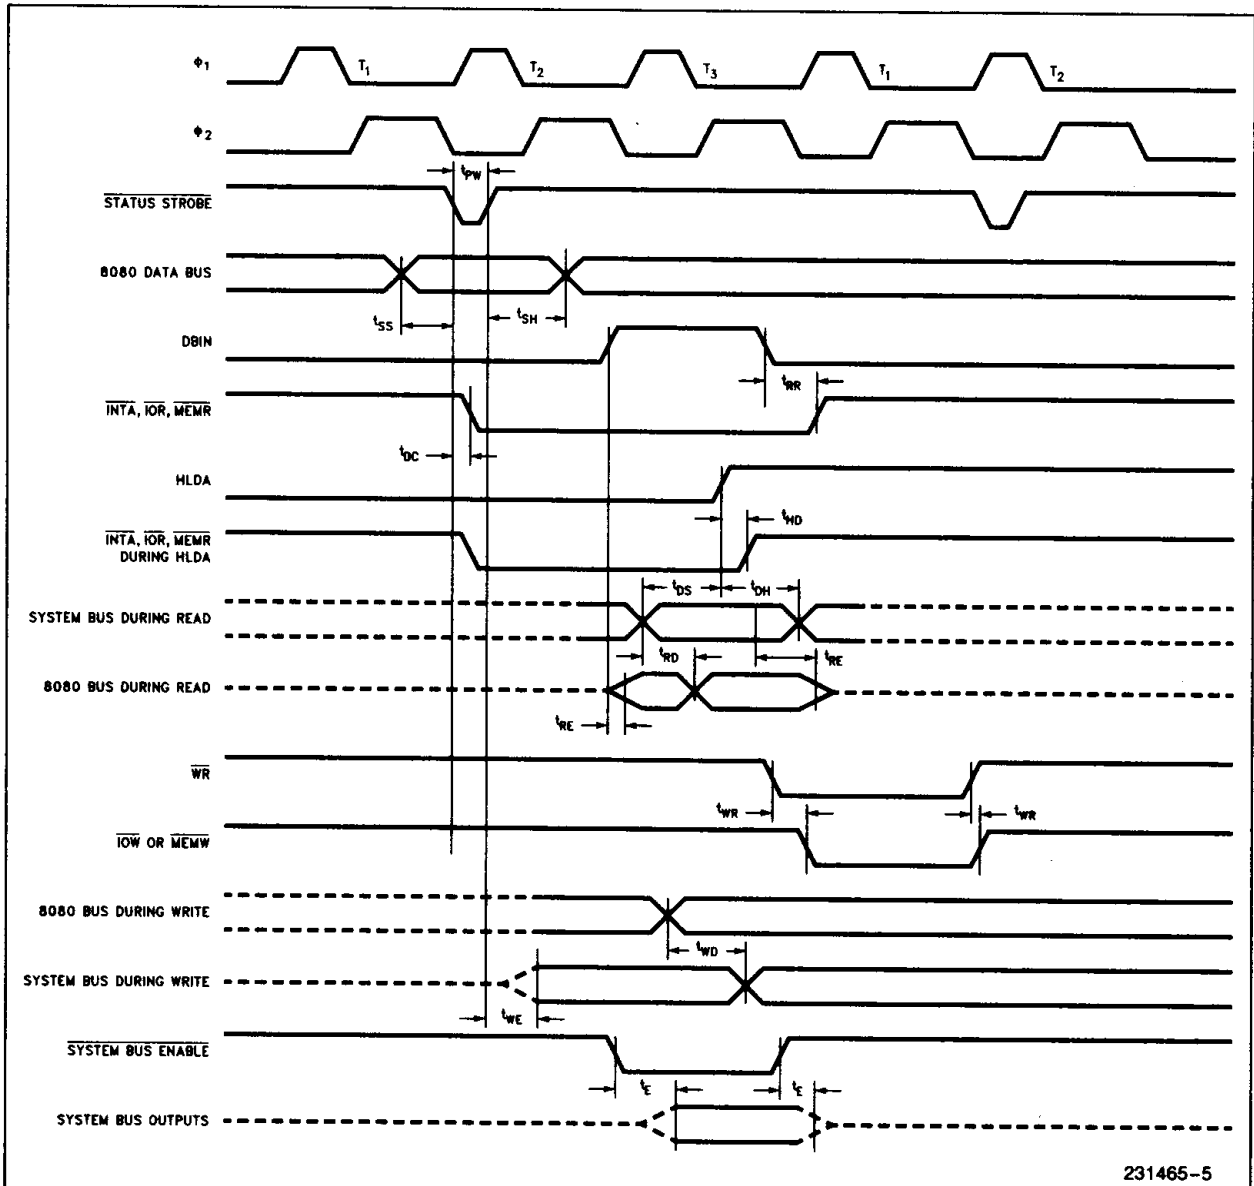 ϕ1 T1 T2 T3 T1 T2
ϕ2
tPW
STATUS STROBE
8080 DATA BUS
tSS tSH
DBIN
tRR
INTA, IOR, MEMR
tDC
HLDA
tHD
INTA, IOR, MEMR
DURING HLDA
tDS tDH
SYSTEM BUS DURING READ
tRD tRE
8080 BUS DURING READ
tRE
WR
tWR tWR
IOW OR MEMW
8080 BUS DURING WRITE
tWD
SYSTEM BUS DURING WRITE
tWE
SYSTEM BUS ENABLE
tE tE
SYSTEM BUS OUTPUTS
231465-5